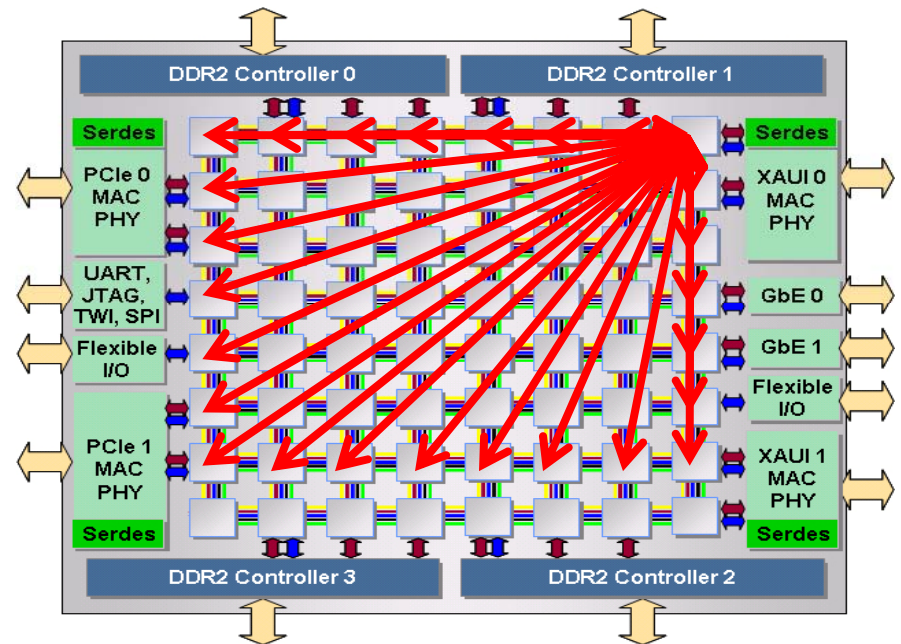 DDR2 Controller 0
DDR2 Controller 1
Serdes
PCIe 0
MAC
PHY
UART,
JTAG,
TWI, SPI
Flexible
I/O
PCIe 1
MAC
PHY
Serdes
Serdes
XAUI 0
MAC
PHY
GbE 0
GbE 1
Flexible
I/O
XAUI 1
MAC
PHY
Serdes
DDR2 Controller 3
DDR2 Controller 2